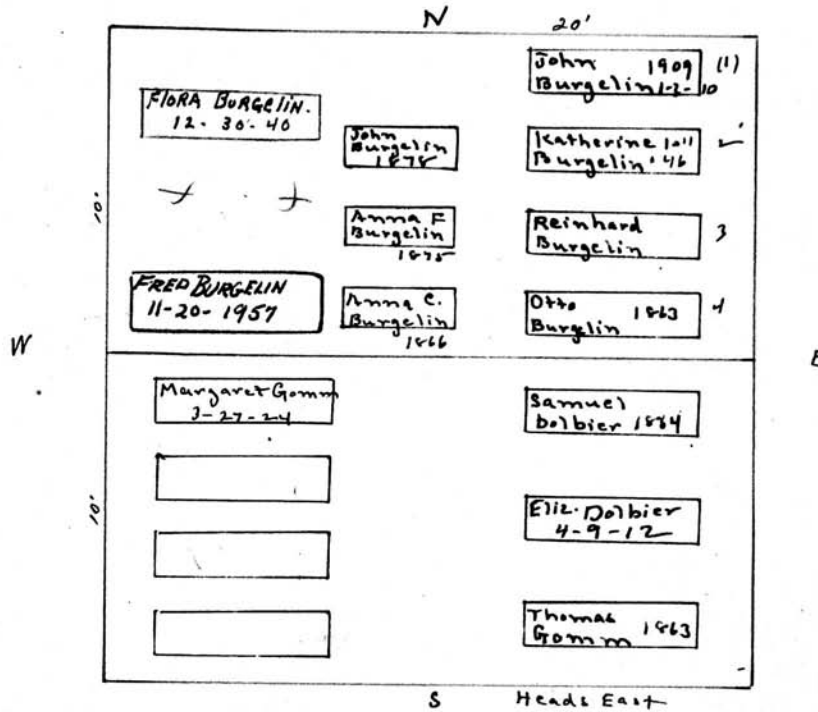 N
20'
John 1909 (1)
Burgelin 1-2-10
FLORA BURGELIN.
12-30-40
John
Burgelin
1878
Katherine
Burgelin '46
10'
Anna F
Burgelin
1875
Reinhard 3
Burgelin
FRED BURGELIN
11-20-1957
Anna C.
Burgelin
1866
Otto 1863 4
Burgelin
W
E
Margaret Gomm
3-27-24
Samuel
Dolbier 1884
10'
Eliz. Dolbier
4-9-12
Thomas
Gomm 1863
S
Heads East